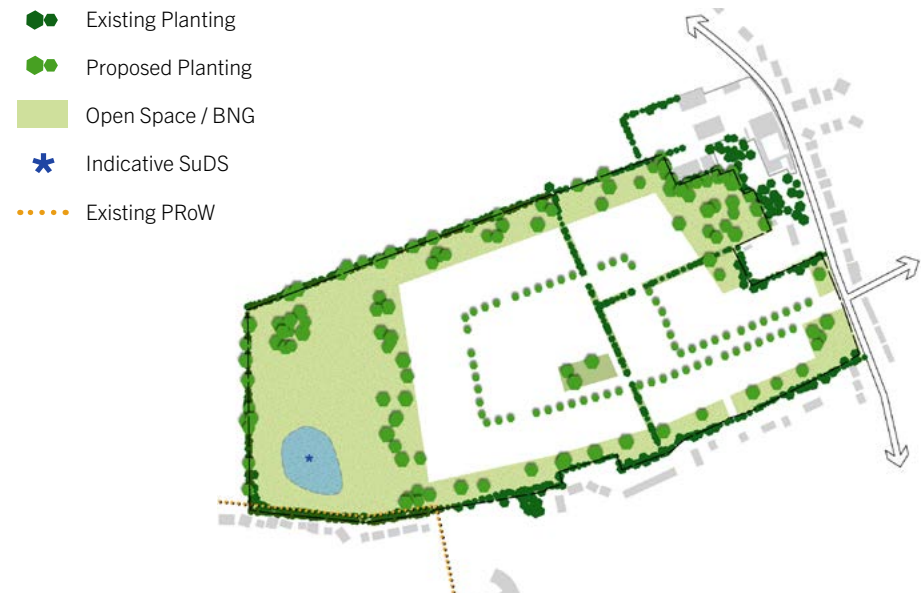 Existing Planting
Proposed Planting
Open Space / BNG
Indicative SuDS
Existing PRoW